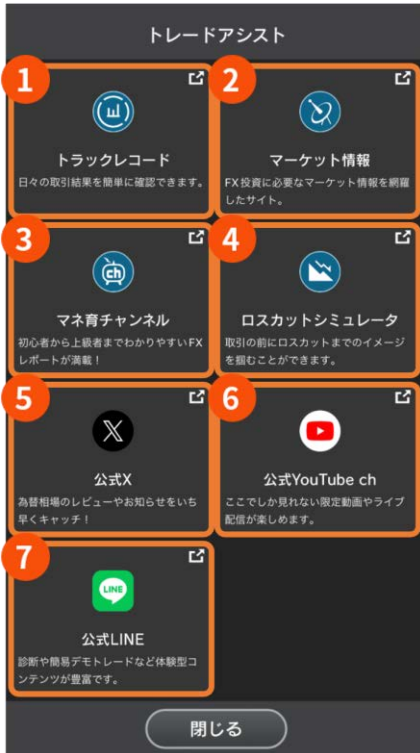 トレードアシスト
1
トラックレコード
日々の取引結果を簡単に確認できます。
2
マーケット情報
FX投資に必要なマーケット情報を網羅
したサイト。
3
ch
マネ育チャンネル
初心者から上級者までわかりやすいFX
レポートが満載！
4
ロスカットシミュレータ
取引の前にロスカットまでのイメージ
を掴むことができます。
5
X
公式X
為替相場のレビューやお知らせをいち
早くキャッチ！
6
公式YouTube ch
ここでしか見れない限定動画やライブ
配信が楽しめます。
7
LINE
公式LINE
診断や簡易デモトレードなど体験型コ
ンテンツが豊富です。
閉じる